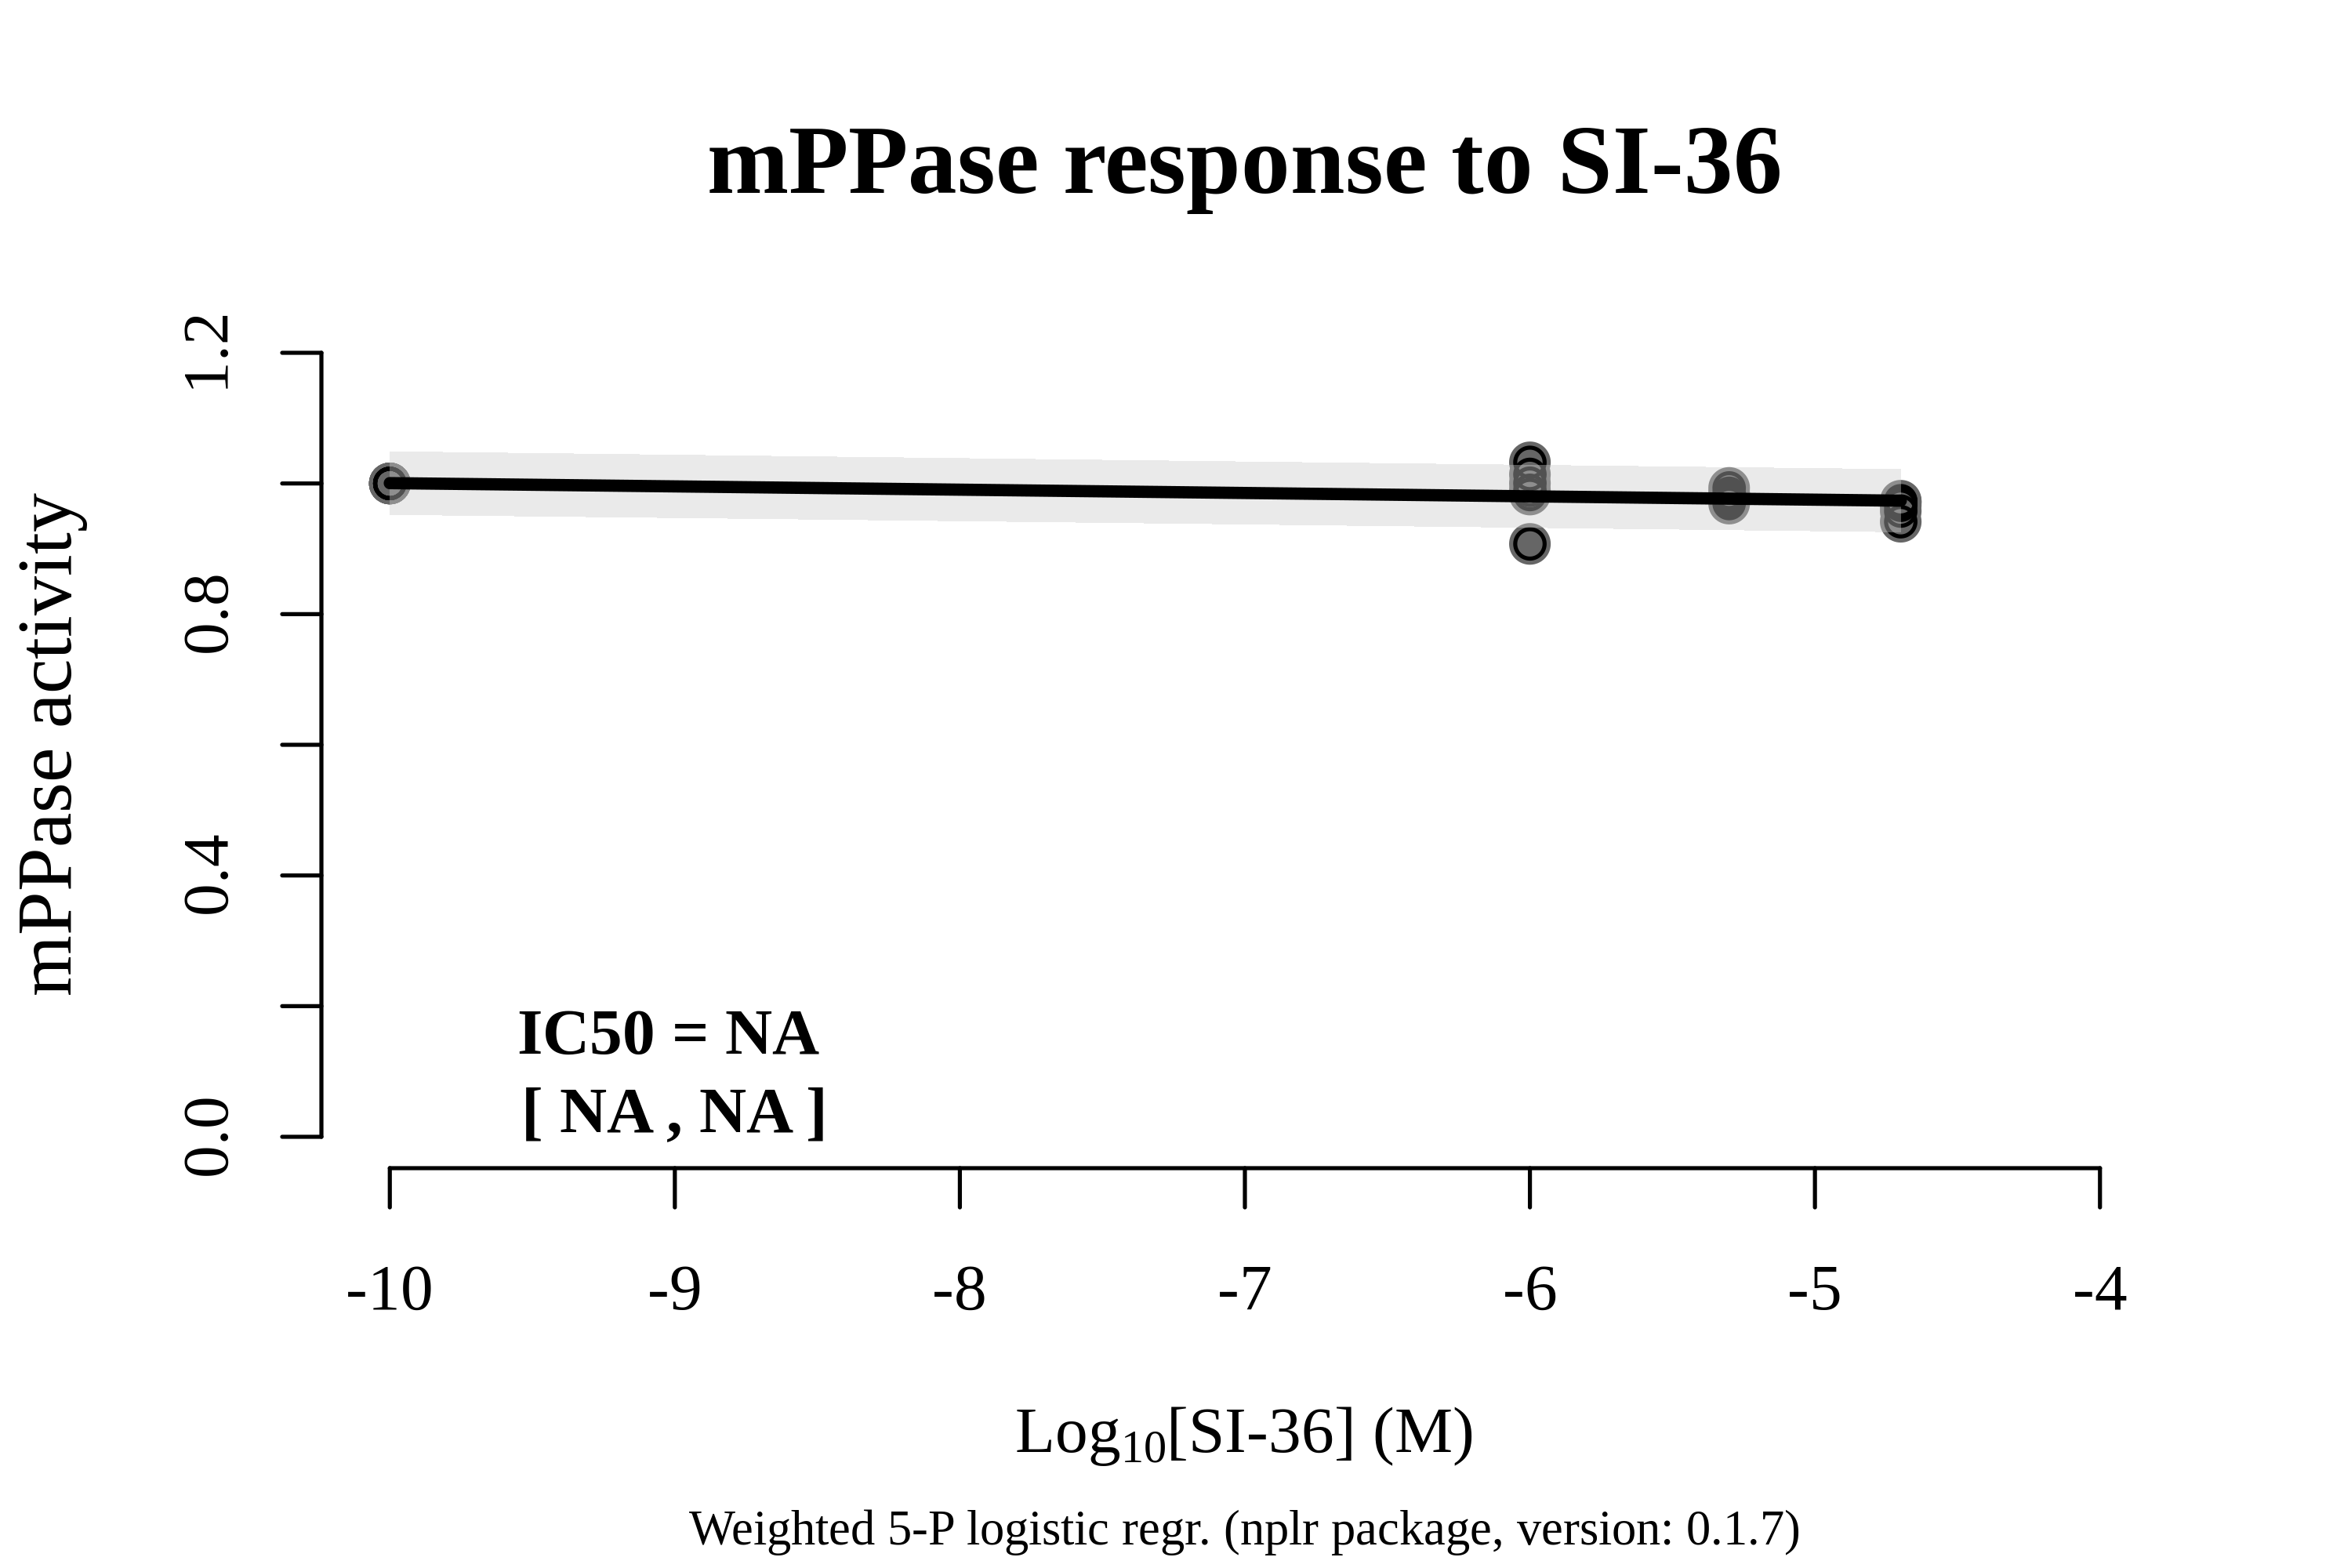 mPPase response to SI-36
mPPase activity
1.2
0.8
0.4
0.0
IC50 = NA
[ NA , NA ]
-10 -9 -8 -7 -6 -5 -4
Log10[SI-36] (M)
Weighted 5-P logistic regr. (nplr package, version: 0.1.7)